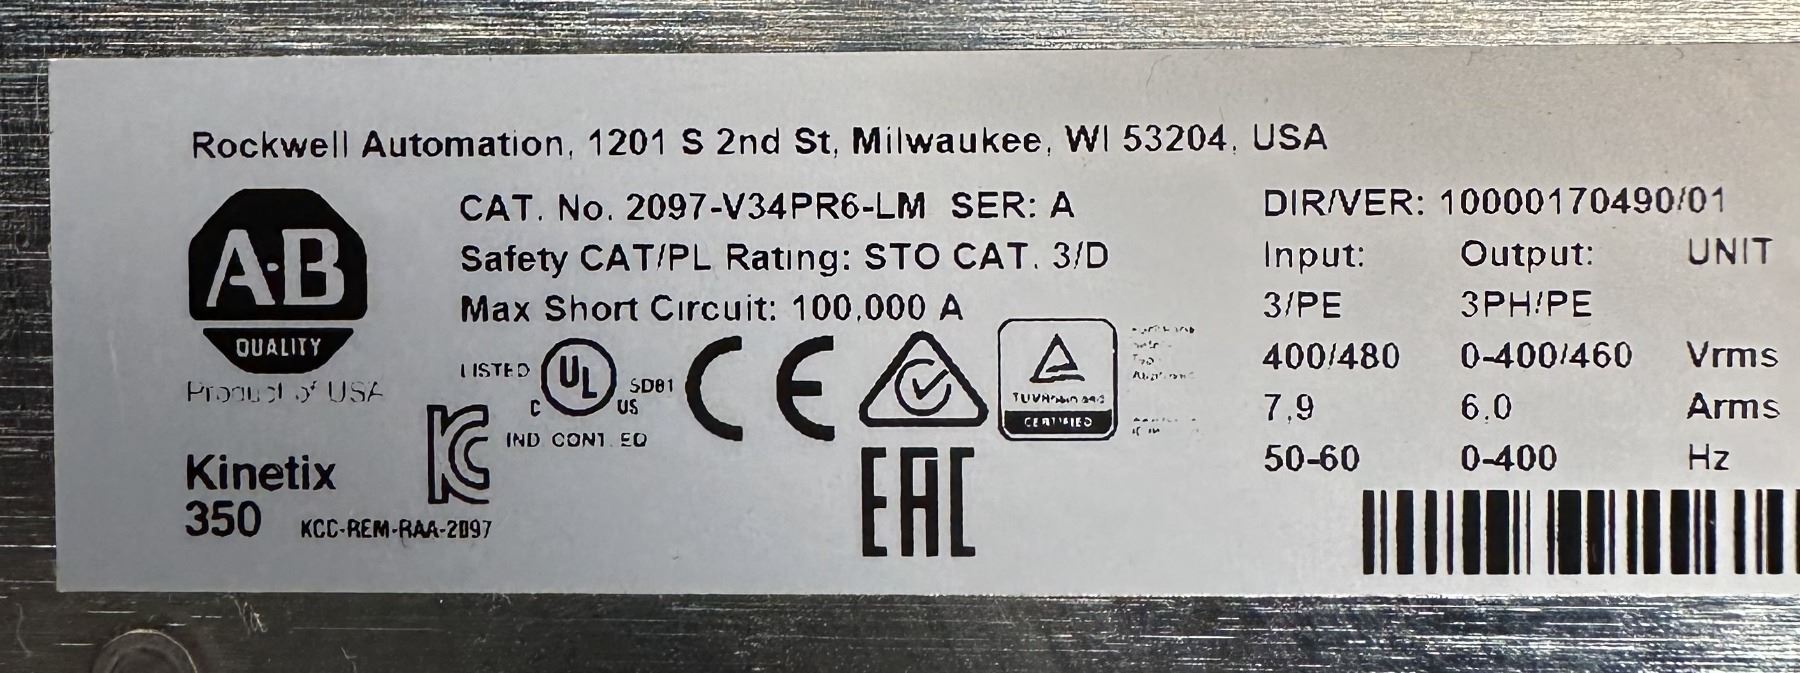 Rockwell Automation, 1201 S 2nd St, Milwaukee, WI 53204, USA
A·B
QUALITY
Product of USA
Kinetix
350
CAT. No. 2097-V34PR6-LM SER: A
Safety CAT/PL Rating: STO CAT. 3/D
Max Short Circuit: 100,000 A
LISTED
C UL US
SD81
IND CONT EQ
KCC-REM-RAA-2097
CE
EAC
CERTIFIED
DIR/VER: 10000170490/01
Input: Output: UNIT
3/PE 3PH/PE
400/480 0-400/460 Vrms
7,9 6,0 Arms
50-60 0-400 Hz